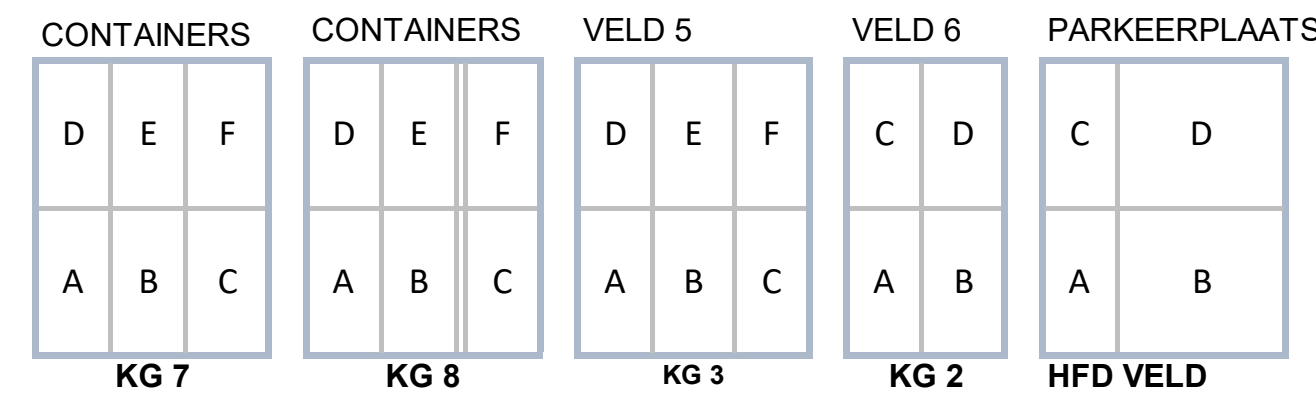 CONTAINERS CONTAINERS VELD 5 VELD 6 PARKEERPLAATS
D E F D E F D E F C D C D
A B C A B C A B C A B A B
KG 7 KG 8 KG 3 KG 2 HFD VELD